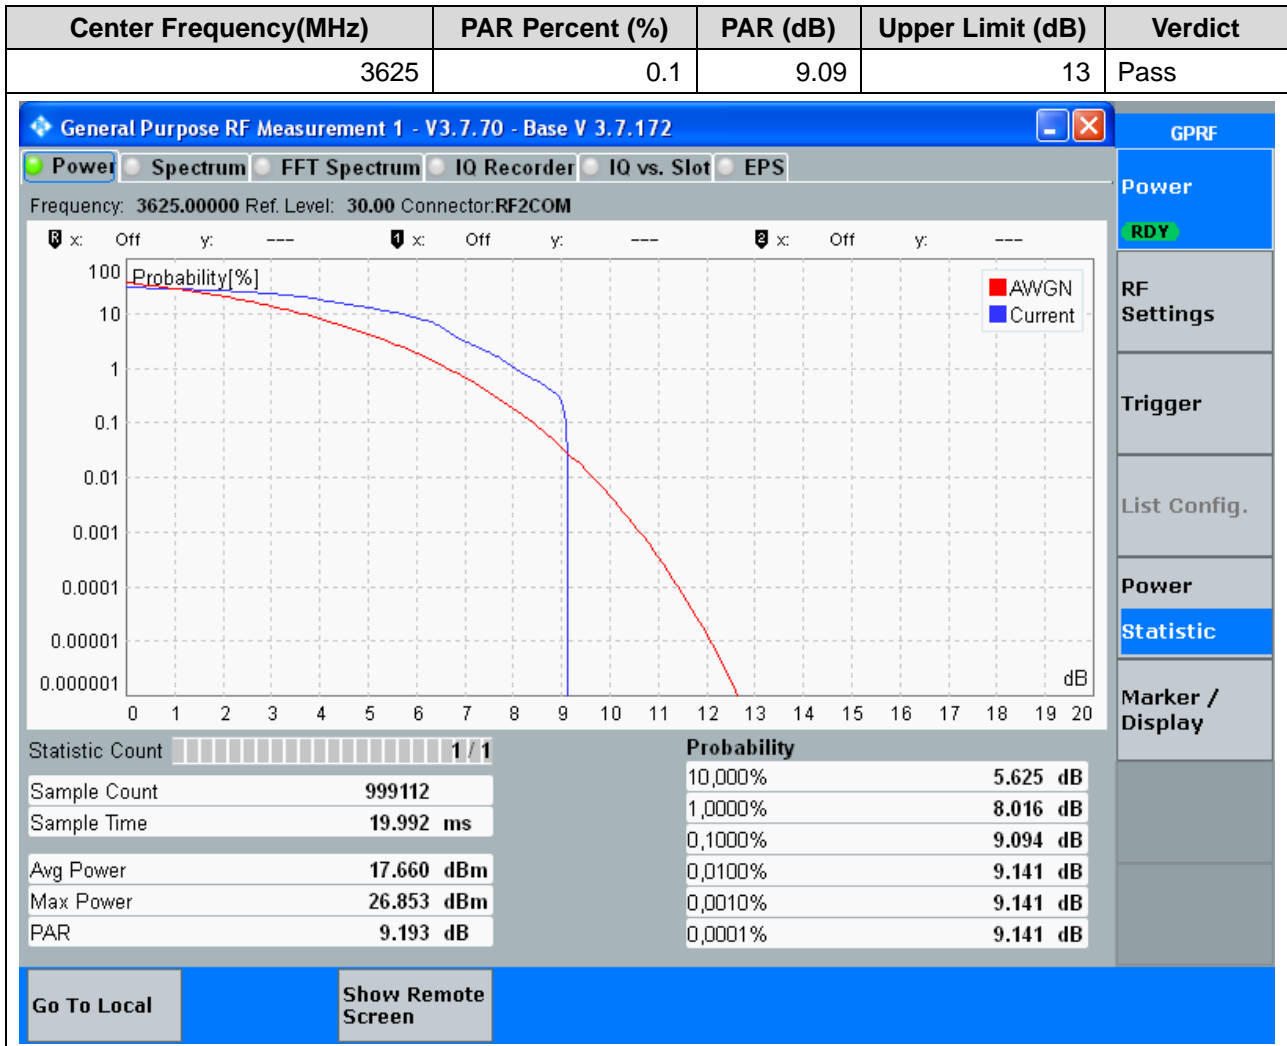 Center Frequency(MHz) PAR Percent (%) PAR (dB) Upper Limit (dB) Verdict
3625 0.1 9.09 13 Pass
General Purpose RF Measurement 1 - V3.7.70 - Base V 3.7.172
GPRF
Power Spectrum FFT Spectrum IQ Recorder IQ vs. Slot EPS
Power
RDY
Frequency: 3625.00000 Ref. Level: 30.00 Connector:RF2COM
R x: Off y: --- 1 x: Off y: --- 2 x: Off y: ---
Probability[%]
AWGN
Current
100
10
1
0.1
0.01
0.001
0.0001
0.00001
0.000001
dB
0 1 2 3 4 5 6 7 8 9 10 11 12 13 14 15 16 17 18 19 20
RF
Settings
Trigger
List Config.
Power
Statistic
Marker /
Display
Statistic Count 1 / 1
Sample Count 999112
Sample Time 19.992 ms
Avg Power 17.660 dBm
Max Power 26.853 dBm
PAR 9.193 dB
Probability
10,000% 5.625 dB
1,0000% 8.016 dB
0,1000% 9.094 dB
0,0100% 9.141 dB
0,0010% 9.141 dB
0,0001% 9.141 dB
Go To Local
Show Remote
Screen